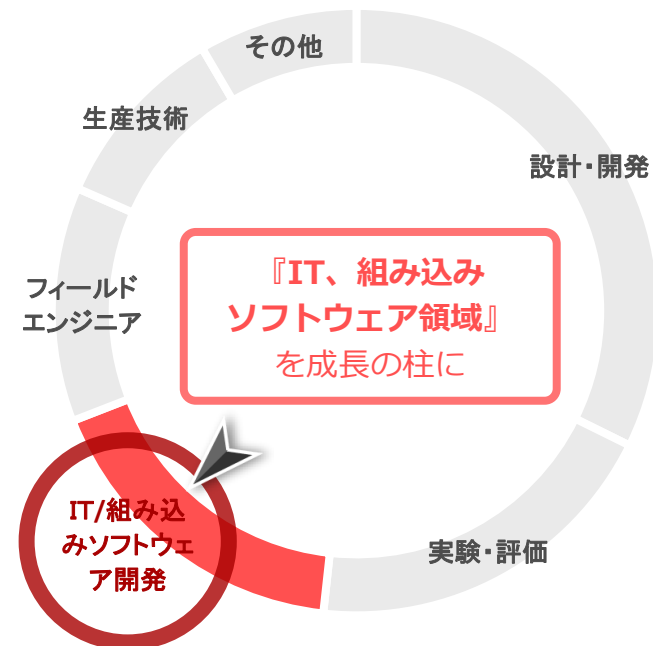 その他
生産技術
設計・開発
フィールド
エンジニア
『IT、組み込み
ソフトウェア領域』
を成長の柱に
IT/組み込
みソフトウェ
ア開発
実験・評価